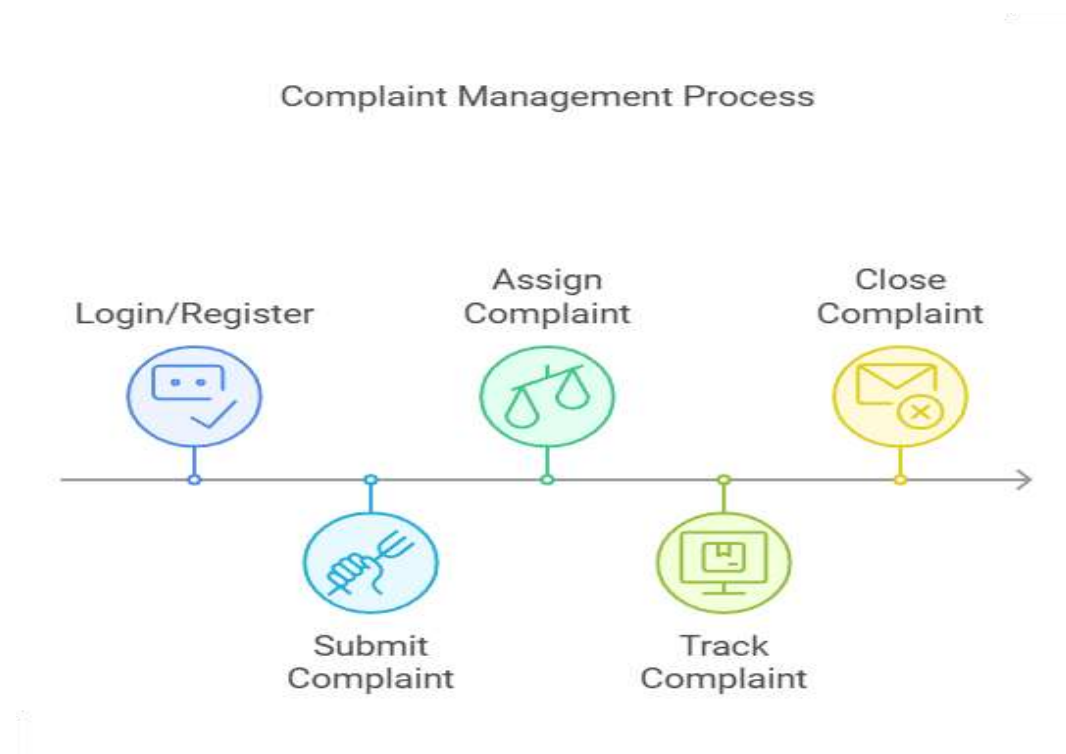 Complaint Management Process
Login/Register
Assign
Complaint
Close
Complaint
Submit
Complaint
Track
Complaint